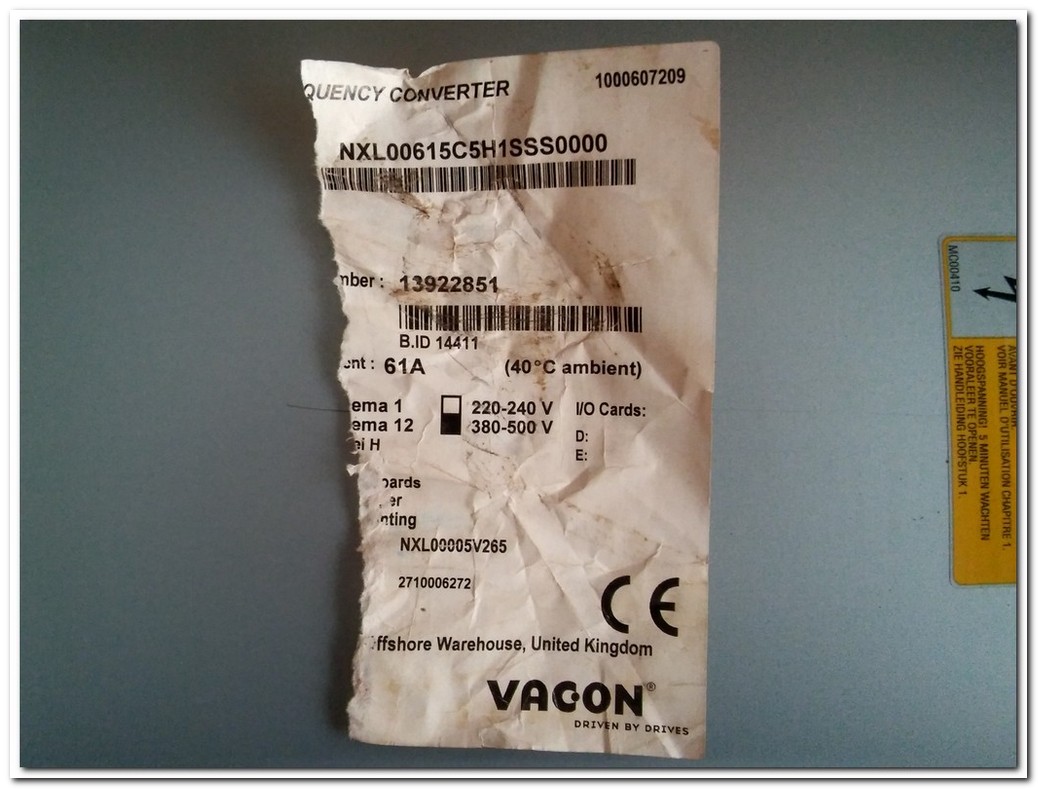 QUENCY CONVERTER
1000607209
NXL00615C5H1SSS0000
mber : 13922851
B.ID 14411
ent : 61A (40°C ambient)
ema 1 220-240 V I/O Cards:
ema 12 380-500 V
D:
ei H
E:
oards
er
nting
NXL00005V265
2710006272
CE
ffshore Warehouse, United Kingdom
VACON®
DRIVEN BY DRIVES
MC00410
AVANT D'OUVRIR
VOIR MANUEL D'UTILISATION CHAPITRE 1.
HOOGSPANNING! 5 MINUTEN WACHTEN
VOORALEER TE OPENEN.
ZIE HANDLEIDING HOOFSTUK 1.